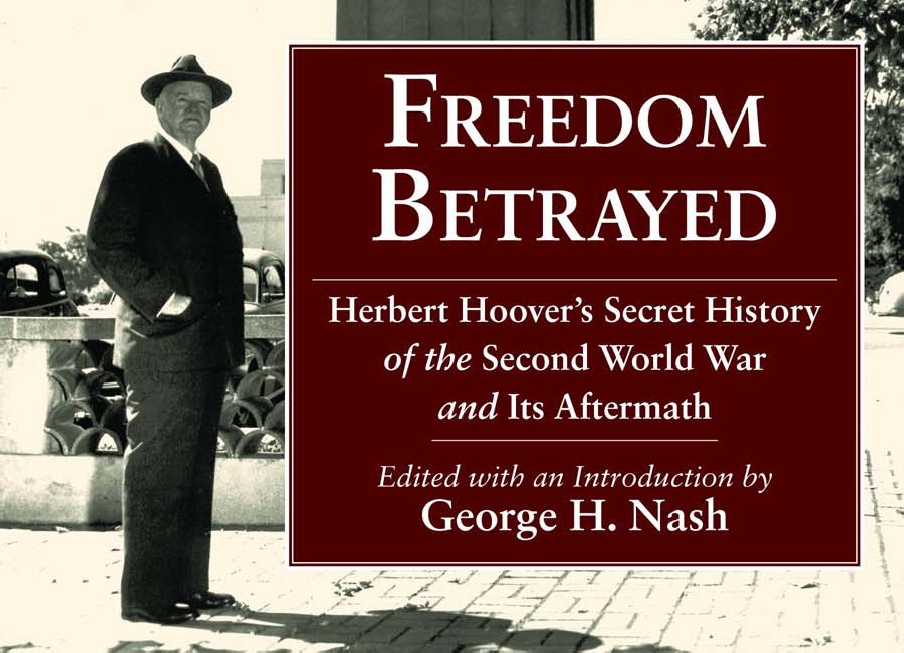 FREEDOM
BETRAYED
Herbert Hoover's Secret History
of the Second World War
and Its Aftermath
Edited with an Introduction by
George H. Nash